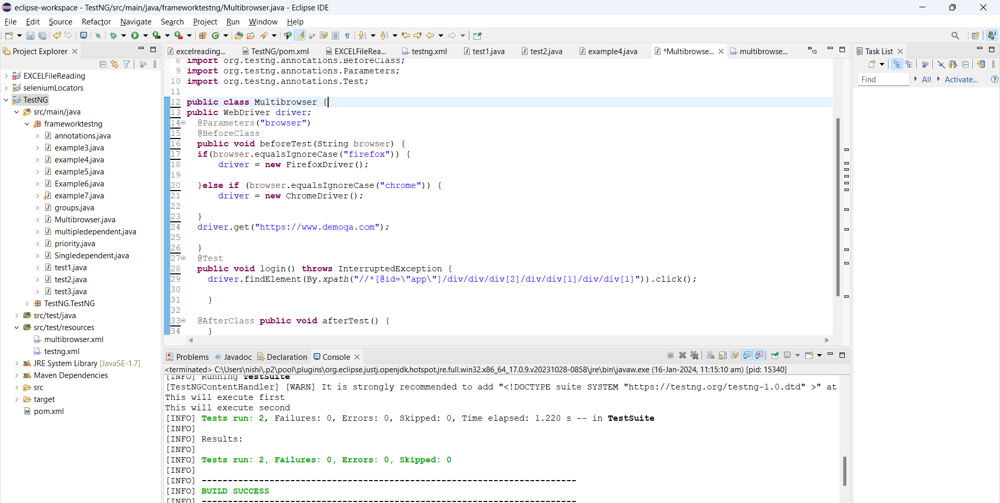 eclipse-workspace - TestNG/src/main/java/frameworktestng/Multibrowser.java - Eclipse IDE
File Edit Source Refactor Navigate Search Project Run Window Help
Project Explorer
EXCELFileReading
seleniumLocators
TestNG
src/main/java
frameworktestng
annotations.java
example3.java
example4.java
example5.java
Example6.java
example7.java
groups.java
Multibrowser.java
multipledependent.java
priority.java
Singledependent.java
test1.java
test2.java
test3.java
TestNG.TestNG
src/test/java
src/test/resources
multibrowser.xml
testng.xml
JRE System Library [JavaSE-1.7]
Maven Dependencies
src
target
pom.xml
excelreading... TestNG/pom.xml EXCELFileRea... testng.xml test1.java test2.java example4.java *Multibrowse... multibrowse... »10
8 import org.testng.annotations.BeforeClass;
9 import org.testng.annotations.Parameters;
10 import org.testng.annotations.Test;
11
12 public class Multibrowser {
13 public WebDriver driver;
14 @Parameters("browser")
15 @BeforeClass
16 public void beforeTest(String browser) {
17 if(browser.equalsIgnoreCase("firefox")) {
18 driver = new FirefoxDriver();
19
20 }else if (browser.equalsIgnoreCase("chrome")) {
21 driver = new ChromeDriver();
22
23 }
24 driver.get("https://www.demoqa.com");
25
26 }
27 @Test
28 public void login() throws InterruptedException {
29 driver.findElement(By.xpath("//*[@id=\"app\"]/div/div/div[2]/div/div[1]/div/div[1]")).click();
30
31 }
32
33 @AfterClass public void afterTest() {
34 }
Problems @ Javadoc Declaration Console
<terminated> C:\Users\nishi\.p2\pool\plugins\org.eclipse.justj.openjdk.hotspot.jre.full.win32.x86_64_17.0.9.v20231028-0858\jre\bin\javaw.exe (16-Jan-2024, 11:15:10 am) [pid: 15340]
[INFO] Running TestSuite
[TestNGContentHandler] [WARN] It is strongly recommended to add "<!DOCTYPE suite SYSTEM "https://testng.org/testng-1.0.dtd" >" at
This will execute first
This will execute second
[INFO] Tests run: 2, Failures: 0, Errors: 0, Skipped: 0, Time elapsed: 1.220 s -- in TestSuite
[INFO]
[INFO] Results:
[INFO]
[INFO] Tests run: 2, Failures: 0, Errors: 0, Skipped: 0
[INFO]
[INFO] ------------------------------------------------------------------------
[INFO] BUILD SUCCESS
[INFO] ------------------------------------------------------------------------
Task List
Find All Activate...